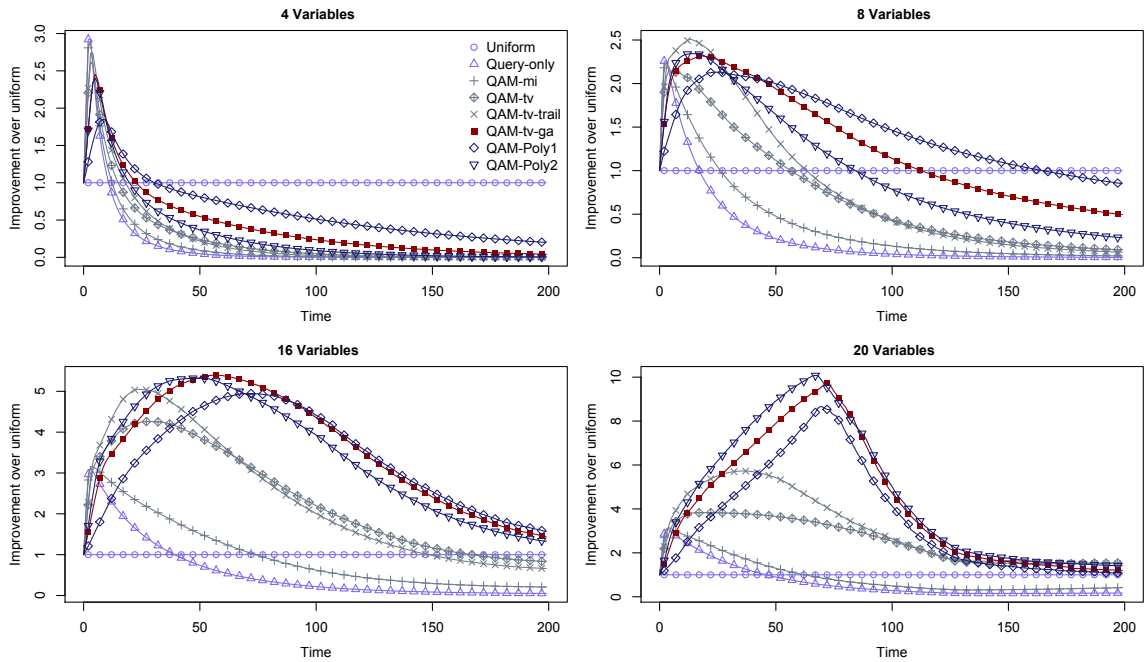 4 Variables
Improvement over uniform
0.0 0.5 1.0 1.5 2.0 2.5 3.0
Uniform
Query-only
QAM-mi
QAM-tv
QAM-tv-trail
QAM-tv-ga
QAM-Poly1
QAM-Poly2
0 50 100 150 200
Time
8 Variables
Improvement over uniform
0.0 0.5 1.0 1.5 2.0 2.5
0 50 100 150 200
Time
16 Variables
Improvement over uniform
0 1 2 3 4 5
0 50 100 150 200
Time
20 Variables
Improvement over uniform
0 2 4 6 8 10
0 50 100 150 200
Time